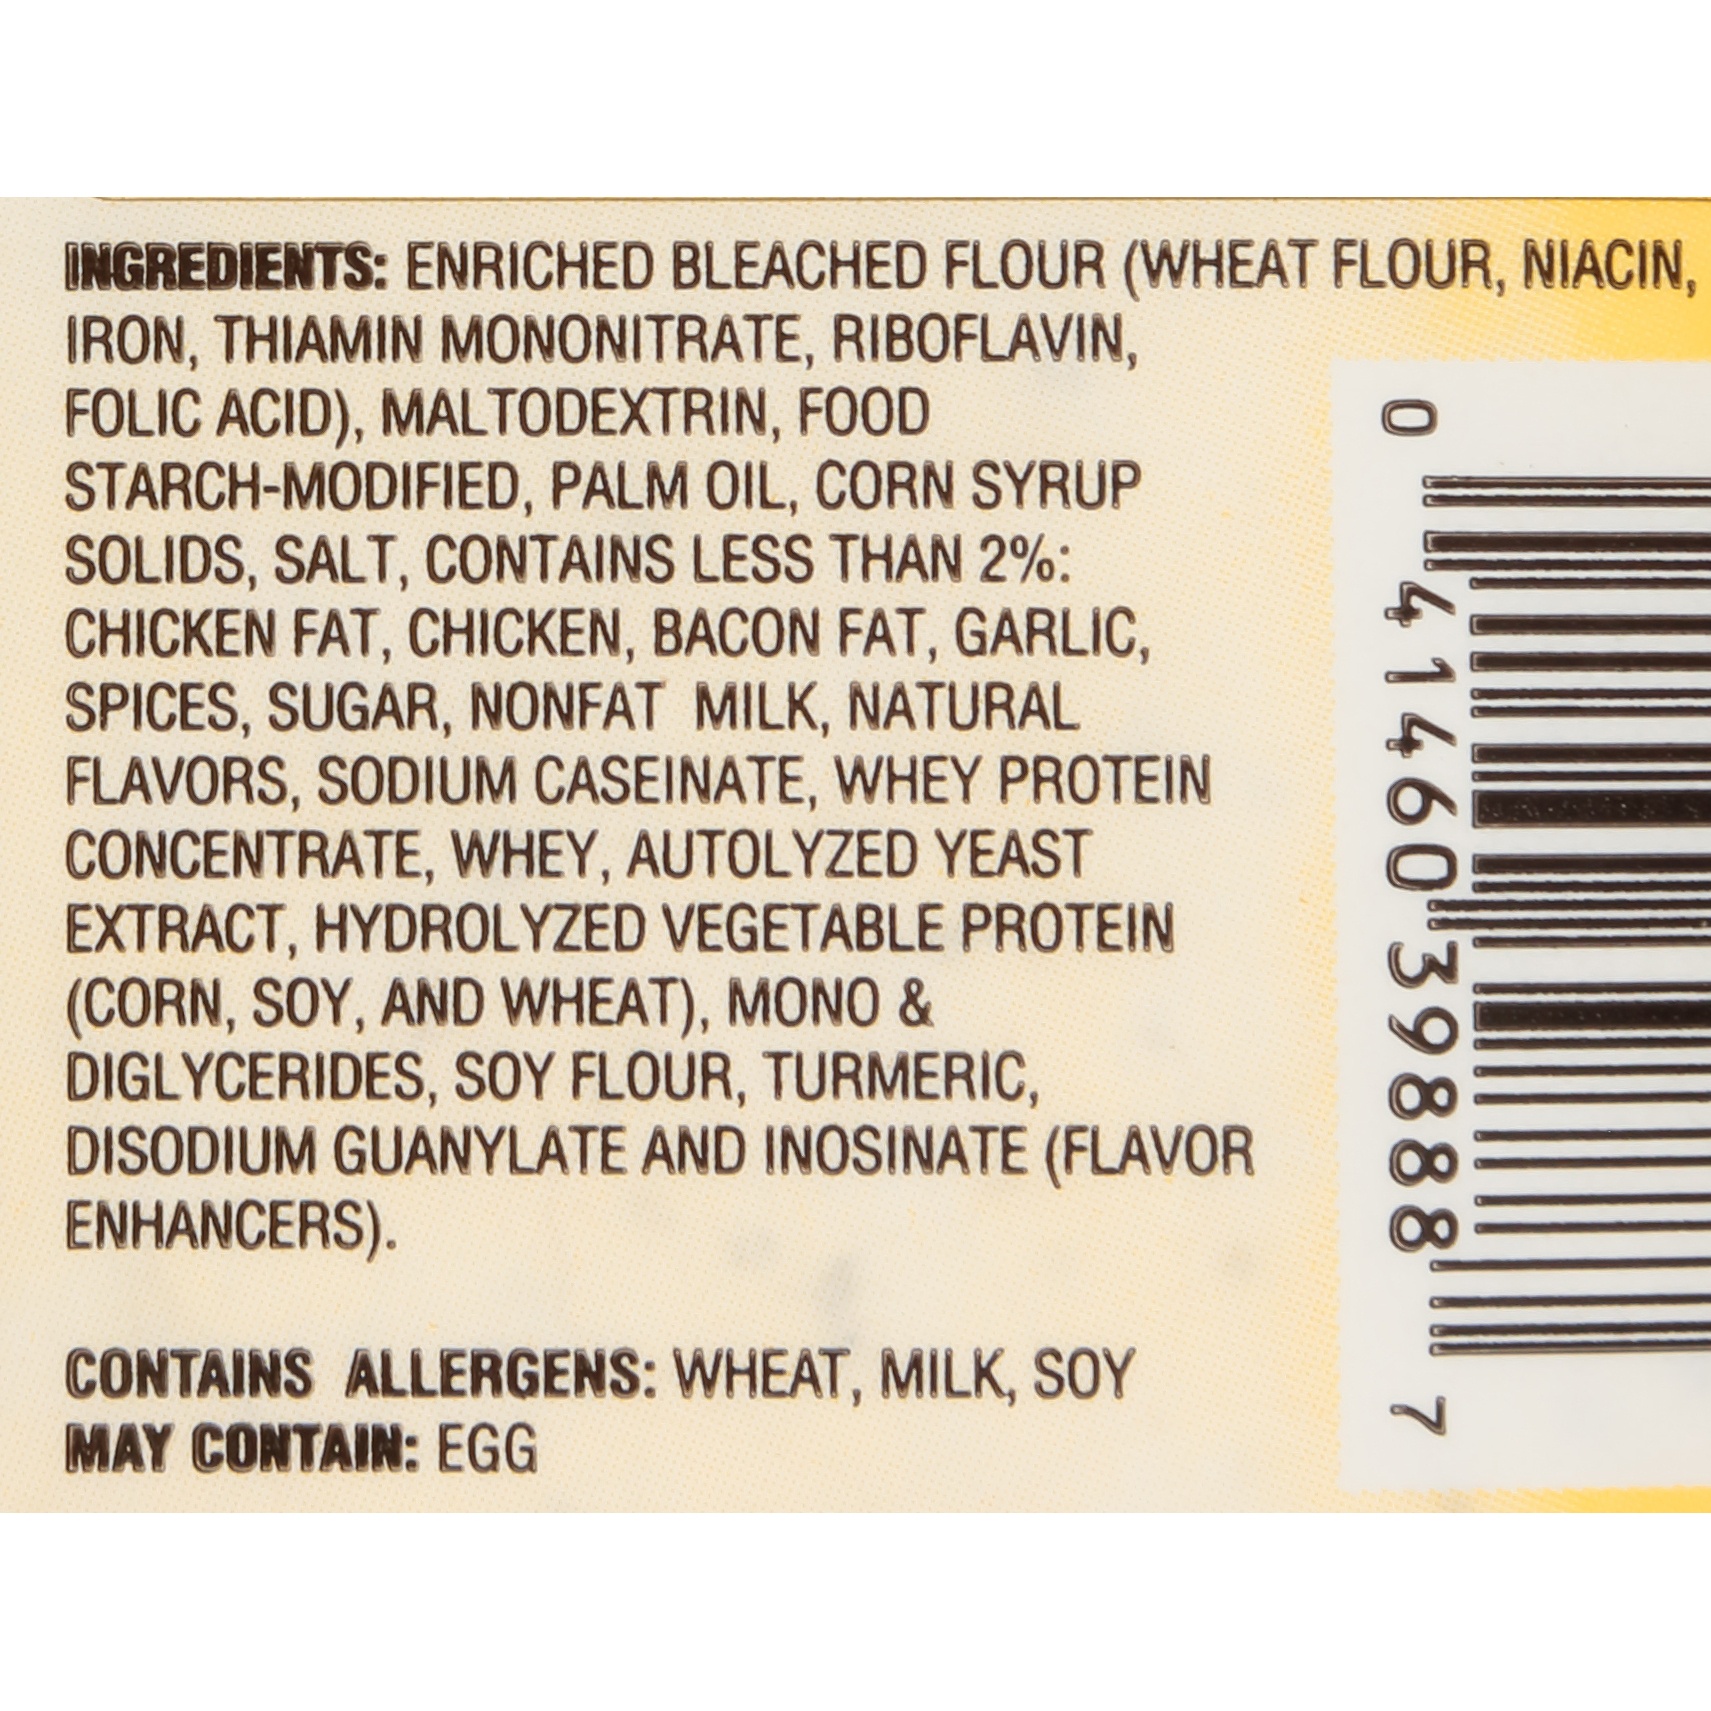 INGREDIENTS: ENRICHED BLEACHED FLOUR (WHEAT FLOUR, NIACIN,
IRON, THIAMIN MONONITRATE, RIBOFLAVIN,
FOLIC ACID), MALTODEXTRIN, FOOD
STARCH-MODIFIED, PALM OIL, CORN SYRUP
SOLIDS, SALT, CONTAINS LESS THAN 2%:
CHICKEN FAT, CHICKEN, BACON FAT, GARLIC,
SPICES, SUGAR, NONFAT MILK, NATURAL
FLAVORS, SODIUM CASEINATE, WHEY PROTEIN
CONCENTRATE, WHEY, AUTOLYZED YEAST
EXTRACT, HYDROLYZED VEGETABLE PROTEIN
(CORN, SOY, AND WHEAT), MONO &
DIGLYCERIDES, SOY FLOUR, TURMERIC,
DISODIUM GUANYLATE AND INOSINATE (FLAVOR
ENHANCERS).
CONTAINS ALLERGENS: WHEAT, MILK, SOY
MAY CONTAIN: EGG
0 41460 39888 7